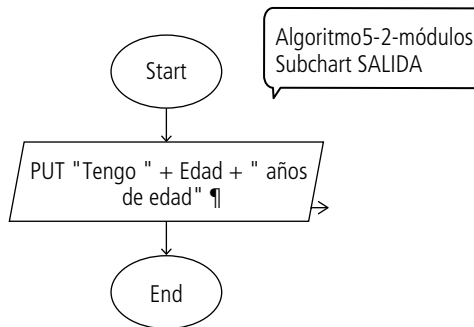 Algoritmo5-2-módulos
Subchart SALIDA
Start
PUT "Tengo " + Edad + " años
de edad" ¶
End